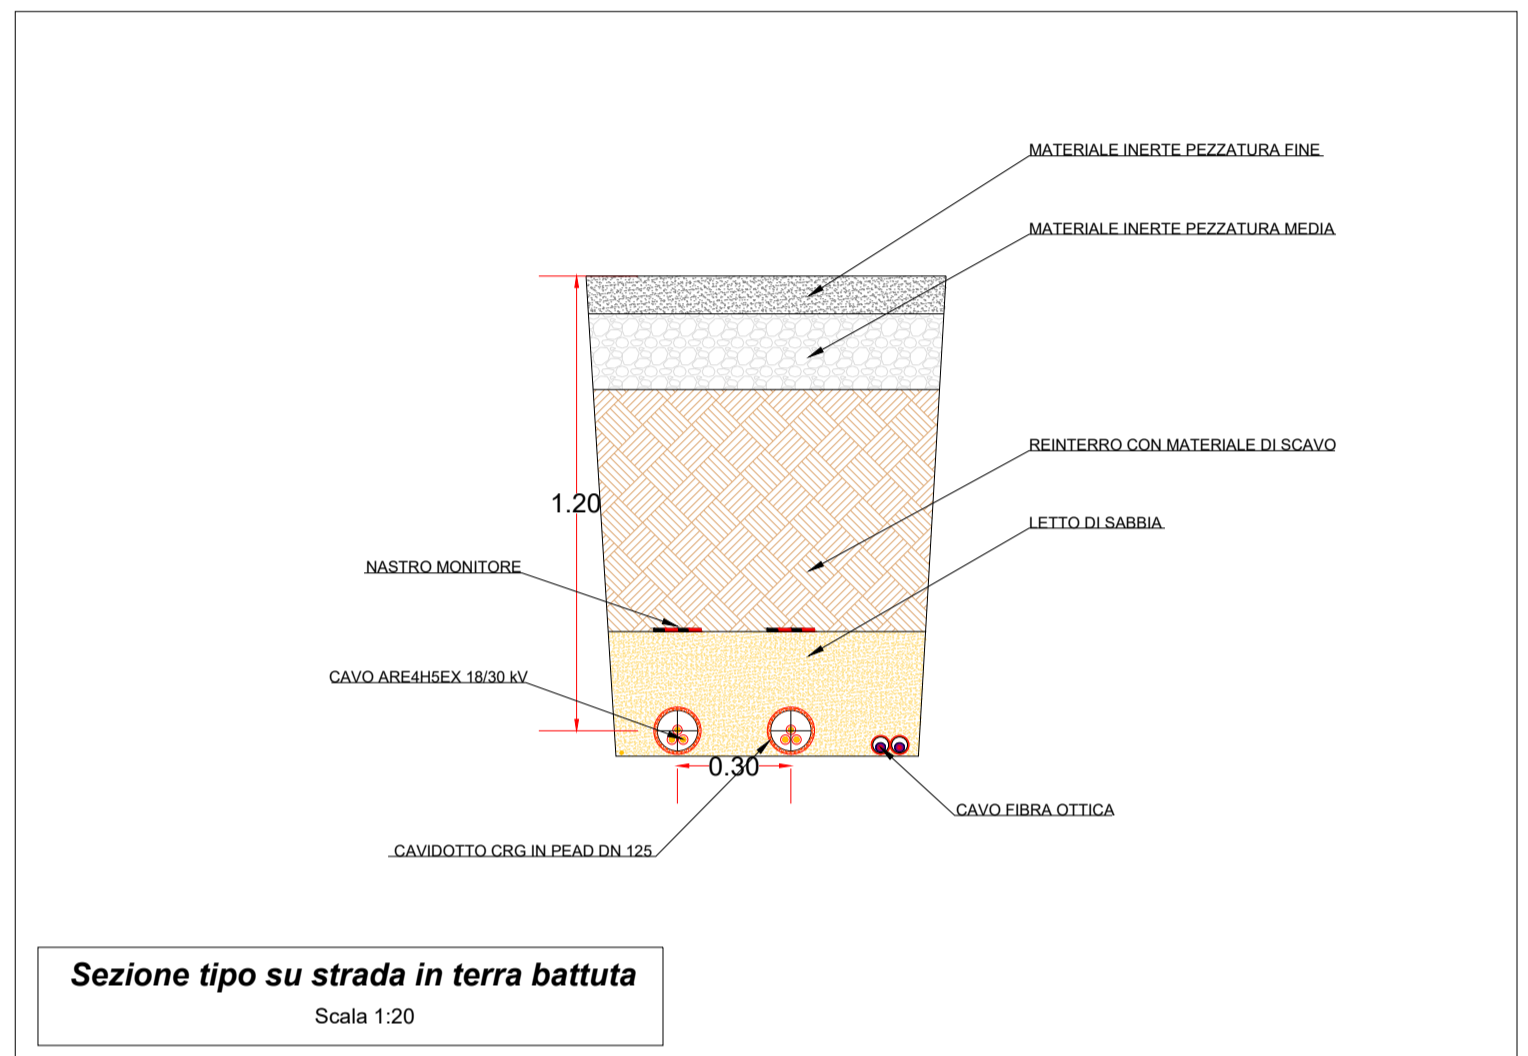 MATERIALE INERTE PEZZATURA FINE
MATERIALE INERTE PEZZATURA MEDIA
REINTERRO CON MATERIALE DI SCAVO
1.20
LETTO DI SABBIA
NASTRO MONITORE
CAVO ARE4H5EX 18/30 kV
0.30
CAVO FIBRA OTTICA
CAVIDOTTO CRG IN PEAD DN 125
Sezione tipo su strada in terra battuta
Scala 1:20